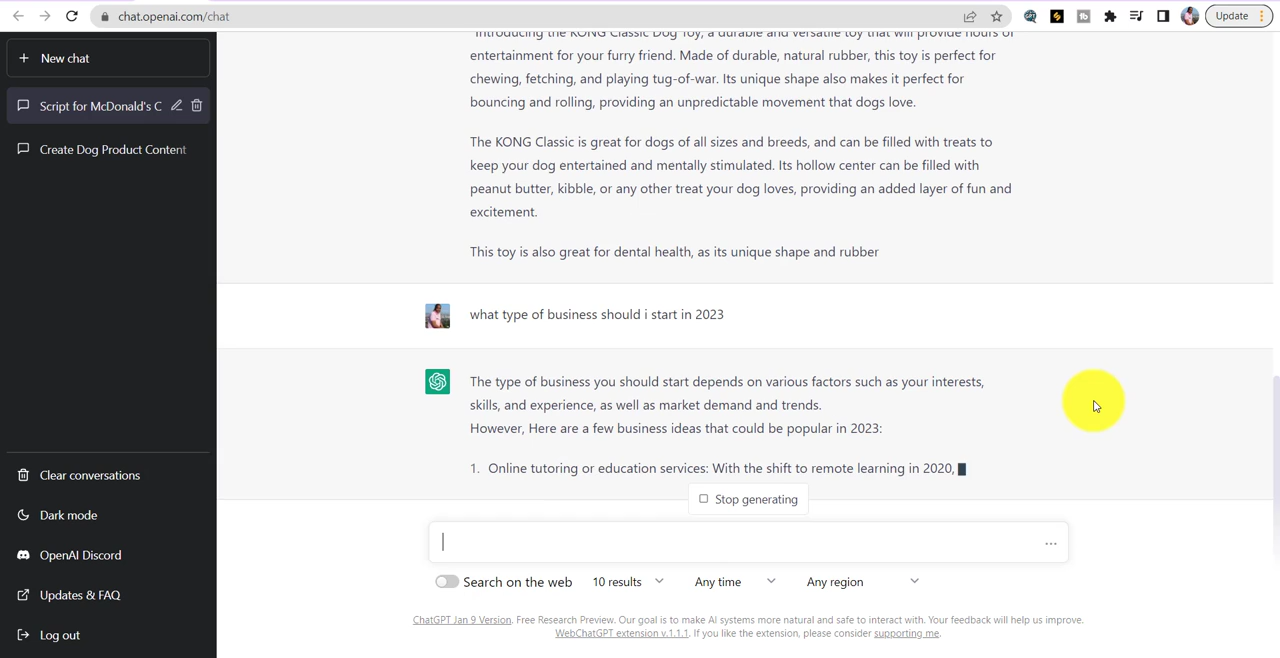 chat.openai.com/chat
Update
New chat
Script for McDonald's C
Create Dog Product Content
Clear conversations
Dark mode
OpenAI Discord
Updates & FAQ
Log out
"Introducing the KONG Classic Dog Toy, a durable and versatile toy that will provide hours of
entertainment for your furry friend. Made of durable, natural rubber, this toy is perfect for
chewing, fetching, and playing tug-of-war. Its unique shape also makes it perfect for
bouncing and rolling, providing an unpredictable movement that dogs love.
The KONG Classic is great for dogs of all sizes and breeds, and can be filled with treats to
keep your dog entertained and mentally stimulated. Its hollow center can be filled with
peanut butter, kibble, or any other treat your dog loves, providing an added layer of fun and
excitement.
This toy is also great for dental health, as its unique shape and rubber
what type of business should i start in 2023
The type of business you should start depends on various factors such as your interests,
skills, and experience, as well as market demand and trends.
However, Here are a few business ideas that could be popular in 2023:
1. Online tutoring or education services: With the shift to remote learning in 2020,
Stop generating
...
Search on the web 10 results Any time Any region
ChatGPT Jan 9 Version. Free Research Preview. Our goal is to make AI systems more natural and safe to interact with. Your feedback will help us improve.
WebChatGPT extension v.1.1.1. If you like the extension, please consider supporting me.